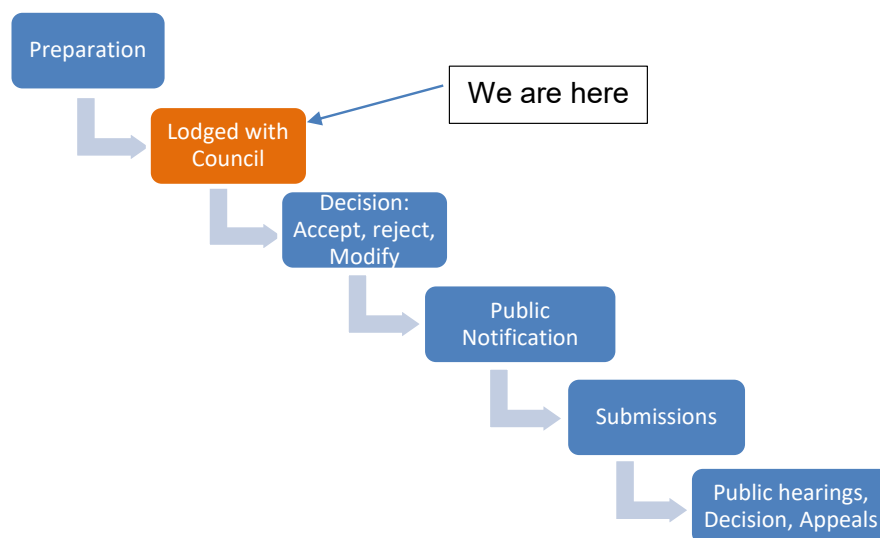 Preparation
We are here
Lodged with
Council
Decision:
Accept, reject,
Modify
Public
Notification
Submissions
Public hearings,
Decision, Appeals